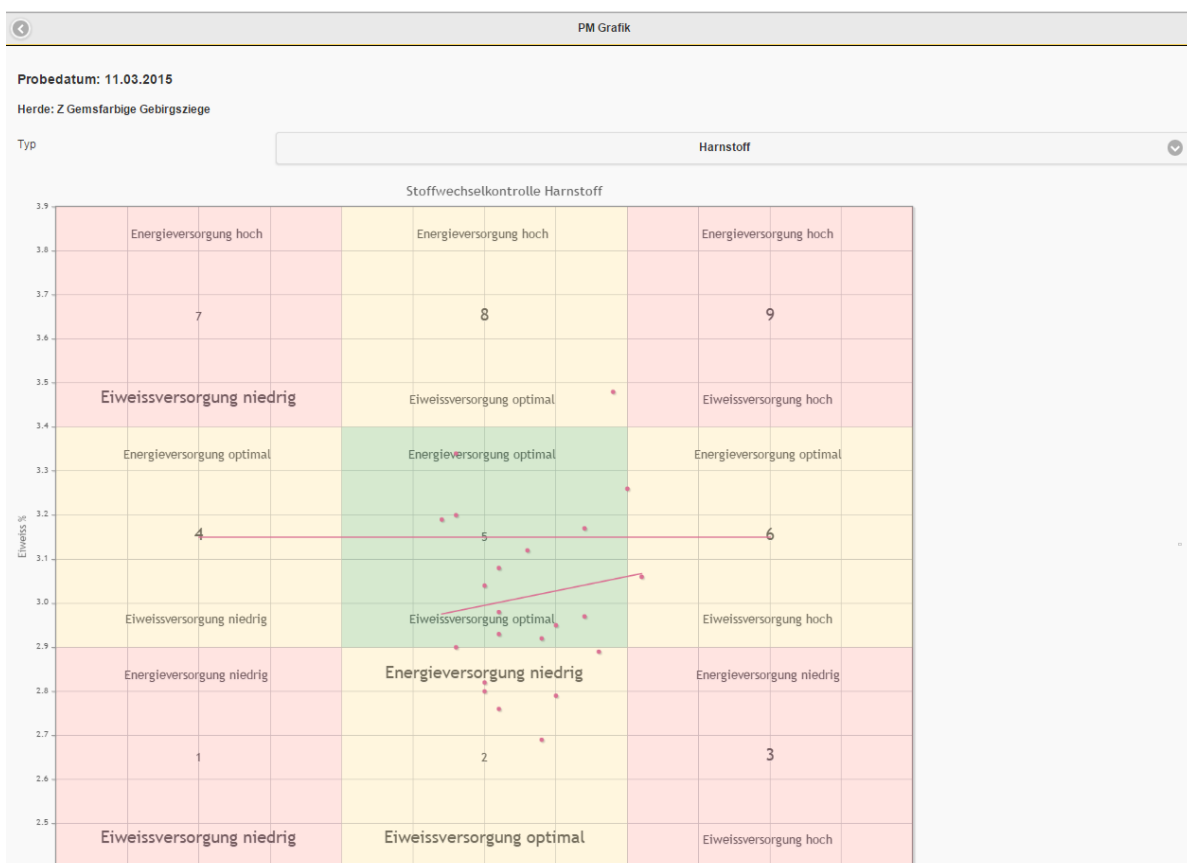 PM Grafik
Probedatum: 11.03.2015
Herde: Z Gemsfarbige Gebirgsziege
Typ
Harnstoff
Stoffwechselkontrolle Harnstoff
3.9
Energieversorgung hoch Energieversorgung hoch Energieversorgung hoch
3.8
3.7
7 8 9
3.6
3.5
Eiweissversorgung niedrig Eiweissversorgung optimal Eiweissversorgung hoch
3.4
Energieversorgung optimal Energieversorgung optimal Energieversorgung optimal
3.3
3.2
Eiweiss %
4 5 6
3.1
3.0
Eiweissversorgung niedrig Eiweissversorgung optimal Eiweissversorgung hoch
2.9
Energieversorgung niedrig Energieversorgung niedrig Energieversorgung niedrig
2.8
2.7
1 2 3
2.6
2.5
Eiweissversorgung niedrig Eiweissversorgung optimal Eiweissversorgung hoch